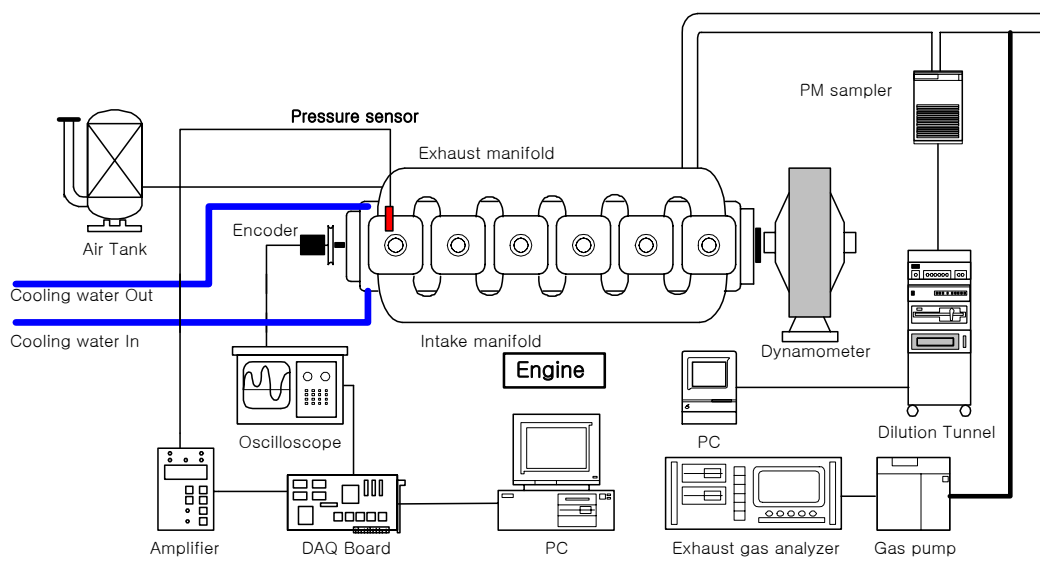 PM sampler
Pressure sensor
Exhaust manifold
Encoder
Air Tank
Cooling water Out
Cooling water In
Intake manifold
Dynamometer
Engine
Oscilloscope
PC
Dilution Tunnel
Amplifier
DAQ Board
PC
Exhaust gas analyzer
Gas pump